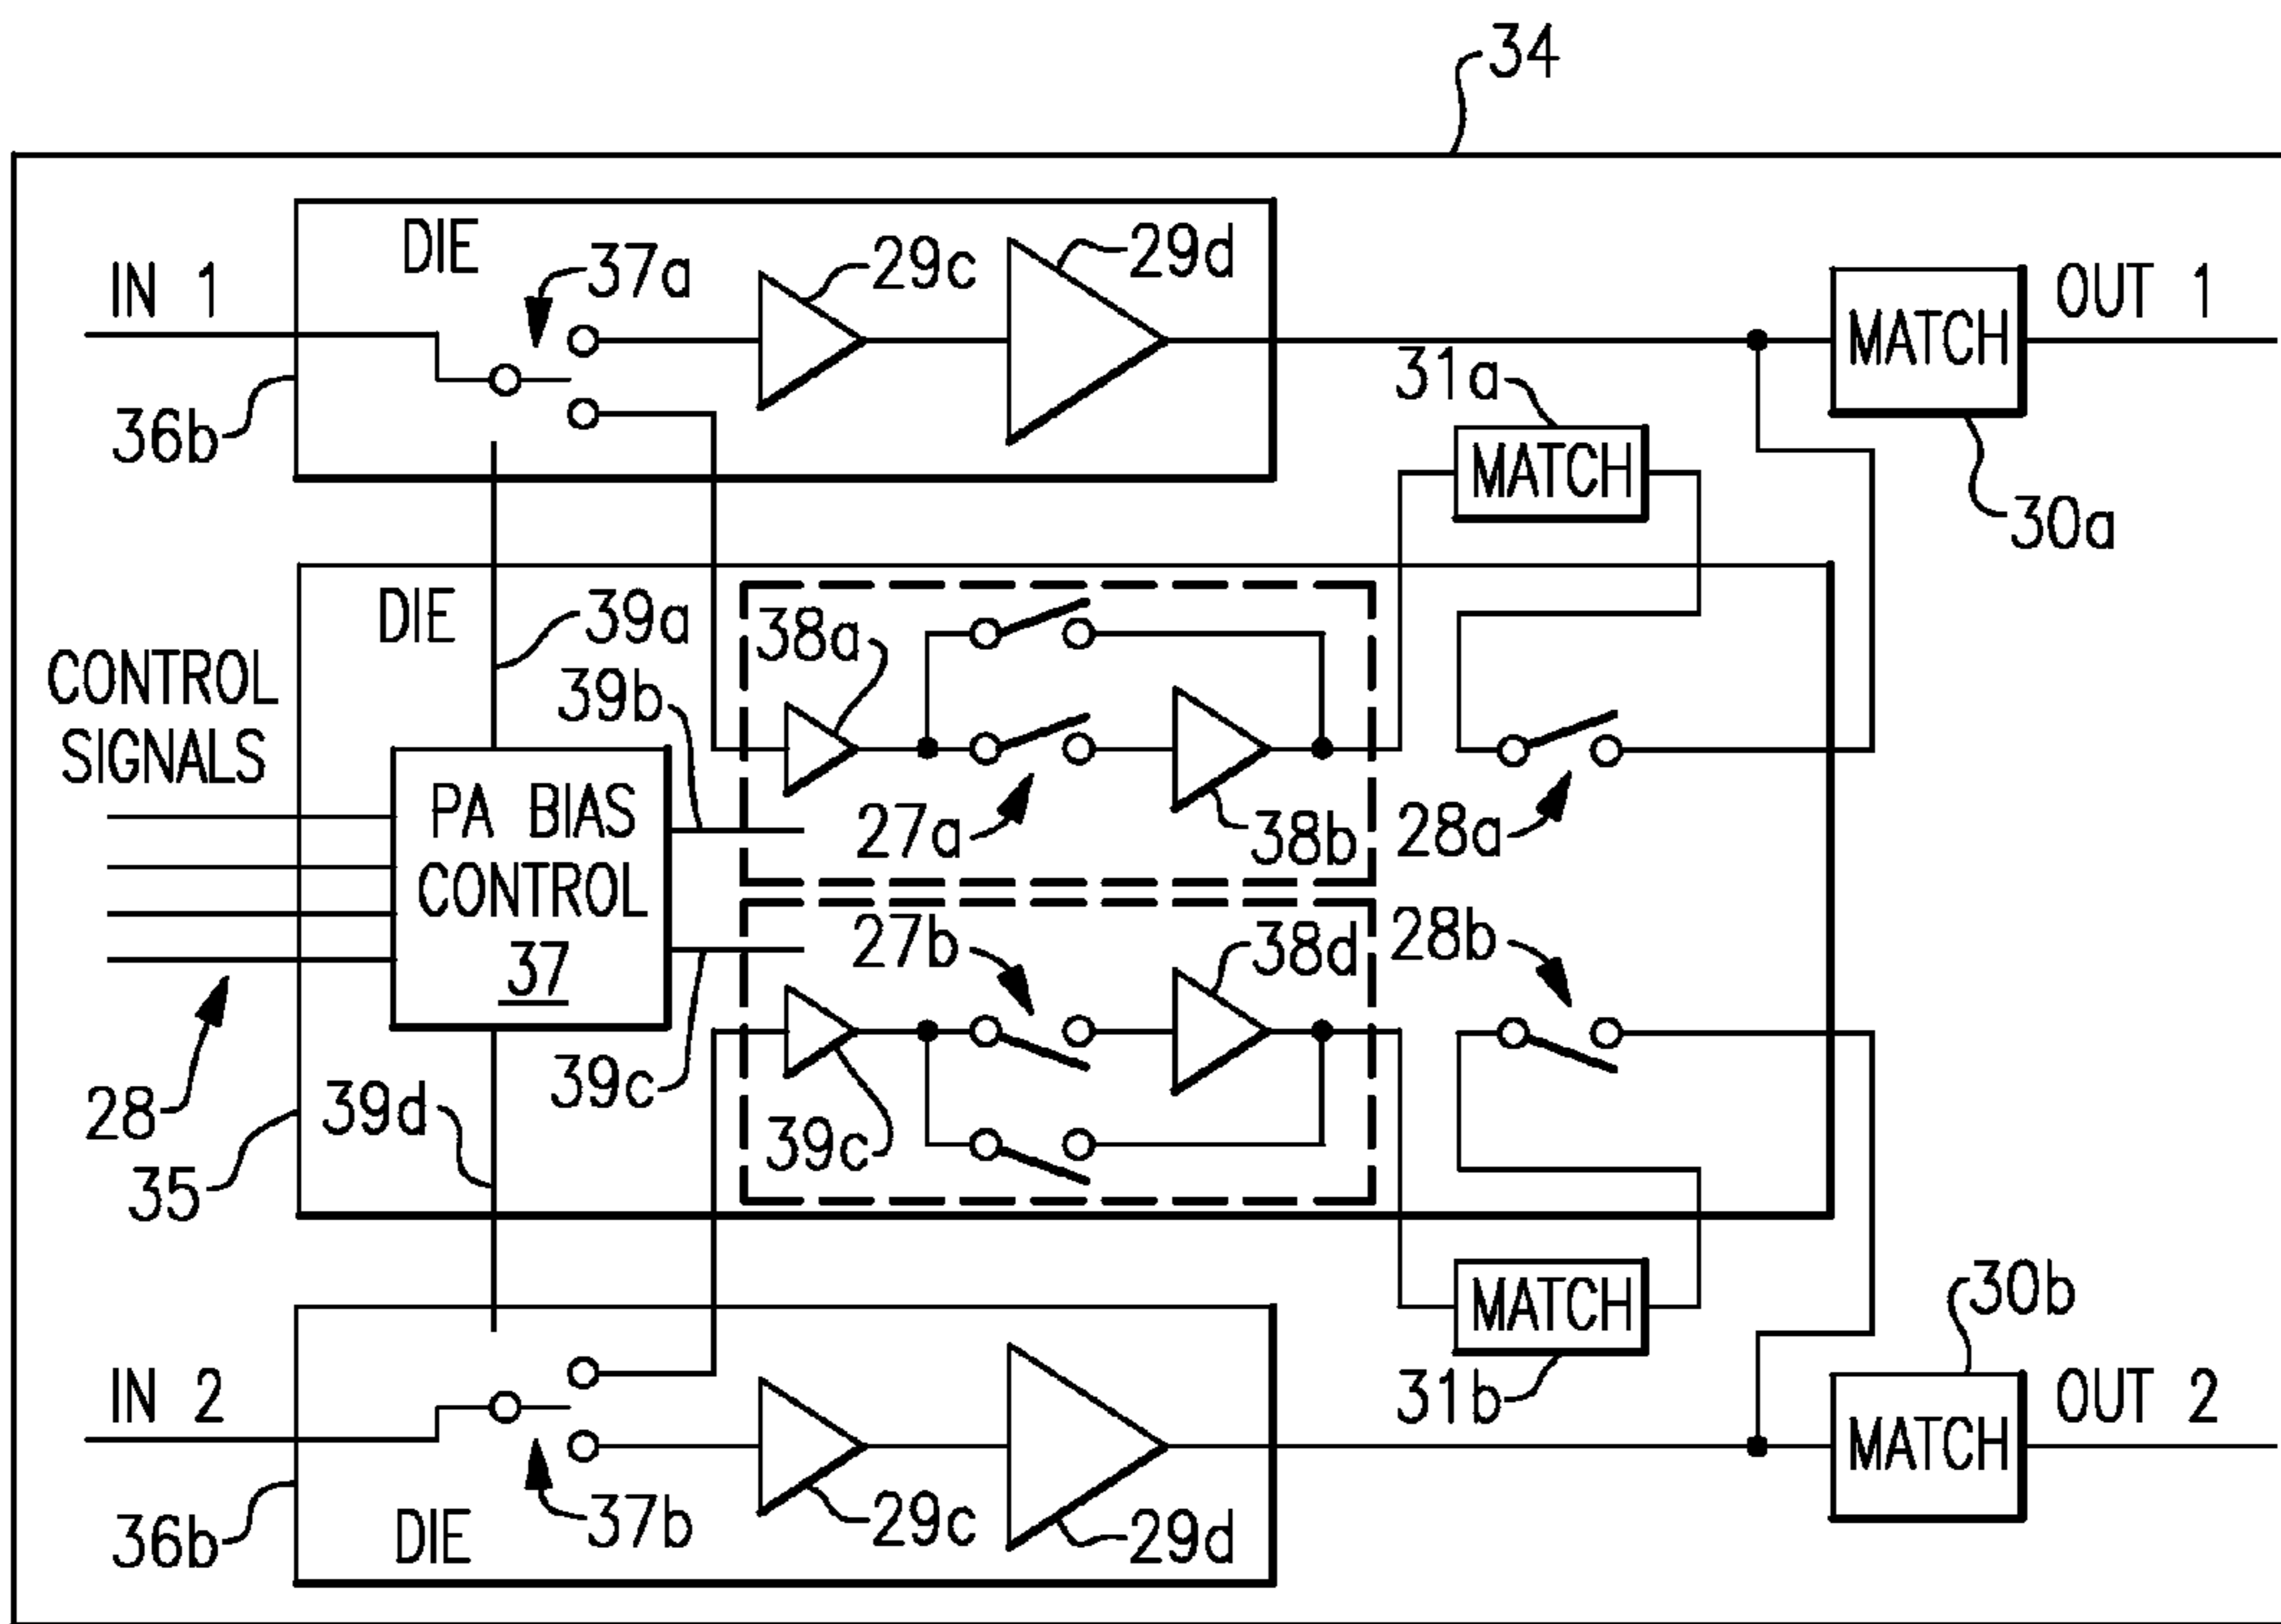 34
DIE
IN 1
37a
29c
29d
MATCH
OUT 1
36b
31a
MATCH
30a
DIE
39a
38a
CONTROL
SIGNALS
39b
PA BIAS
CONTROL
37
27a
38b
28a
27b
38d
28b
28
39d
39c
39c
35
30b
MATCH
IN 2
31b
MATCH
OUT 2
36b
DIE
37b
29c
29d